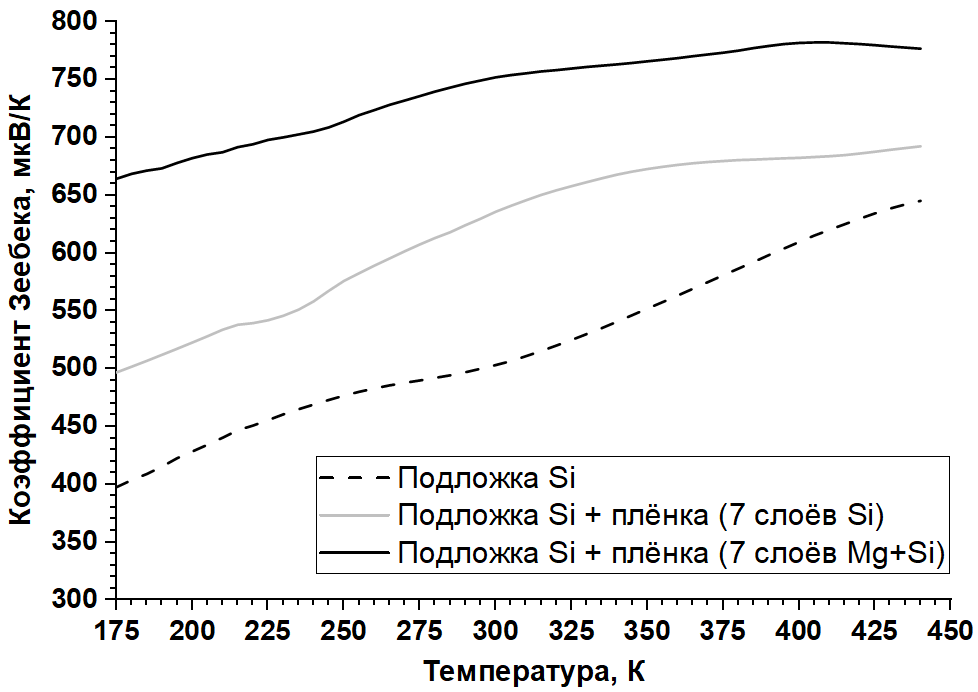 Коэффициент Зеебека, мкВ/К
800
750
700
650
600
550
500
450
400
350
300
Подложка Si
Подложка Si + плёнка (7 слоёв Si)
Подложка Si + плёнка (7 слоёв Mg+Si)
175 200 225 250 275 300 325 350 375 400 425 450
Температура, К